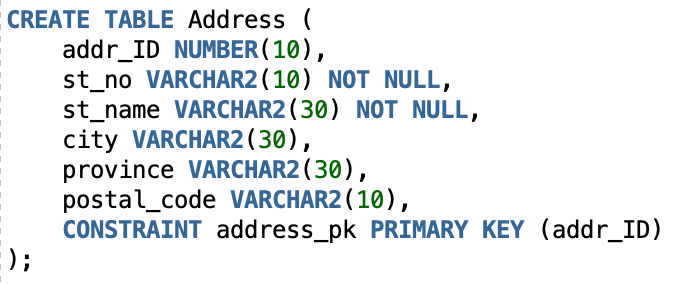 CREATE TABLE Address (
    addr_ID NUMBER(10),
    st_no VARCHAR2(10) NOT NULL,
    st_name VARCHAR2(30) NOT NULL,
    city VARCHAR2(30),
    province VARCHAR2(30),
    postal_code VARCHAR2(10),
    CONSTRAINT address_pk PRIMARY KEY (addr_ID)
);